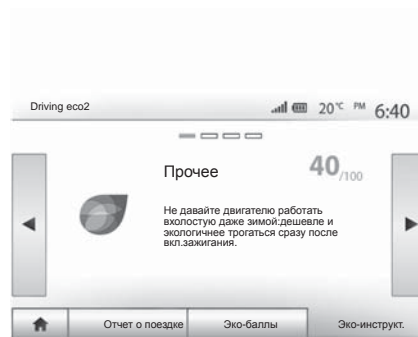 Driving eco2 20°C PM 6:40
Прочее 40/100
Не давайте двигателю работать
вхолостую даже зимой:дешевле и
экологичнее трогаться сразу после
вкл.зажигания.
Отчет о поездке Эко-баллы Эко-инструкт.